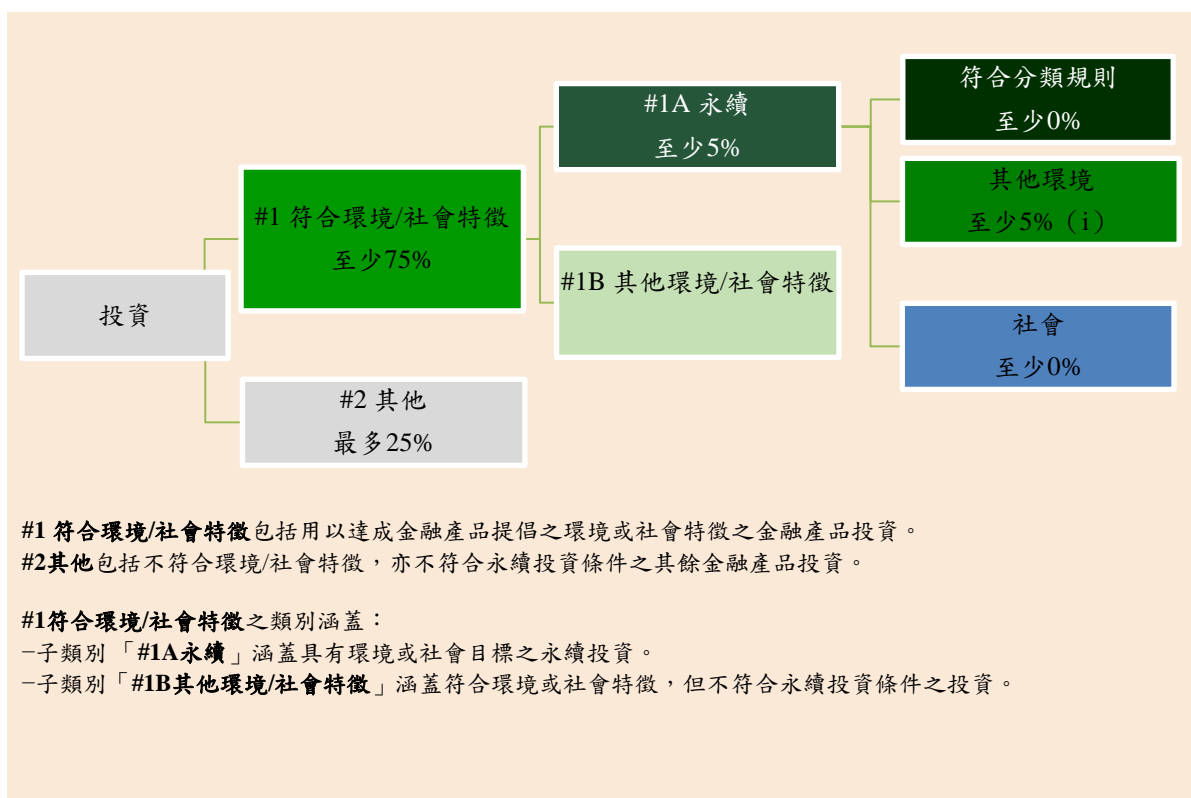 投資
#1 符合環境/社會特徵
至少75%
#2 其他
最多25%
#1A 永續
至少5%
#1B 其他環境/社會特徵
符合分類規則
至少0%
其他環境
至少5%（i）
社會
至少0%
#1 符合環境/社會特徵包括用以達成金融產品提倡之環境或社會特徵之金融產品投資。
#2其他包括不符合環境/社會特徵，亦不符合永續投資條件之其餘金融產品投資。
#1符合環境/社會特徵之類別涵蓋：
–子類別「#1A永續」涵蓋具有環境或社會目標之永續投資。
–子類別「#1B其他環境/社會特徵」涵蓋符合環境或社會特徵，但不符合永續投資條件之投資。